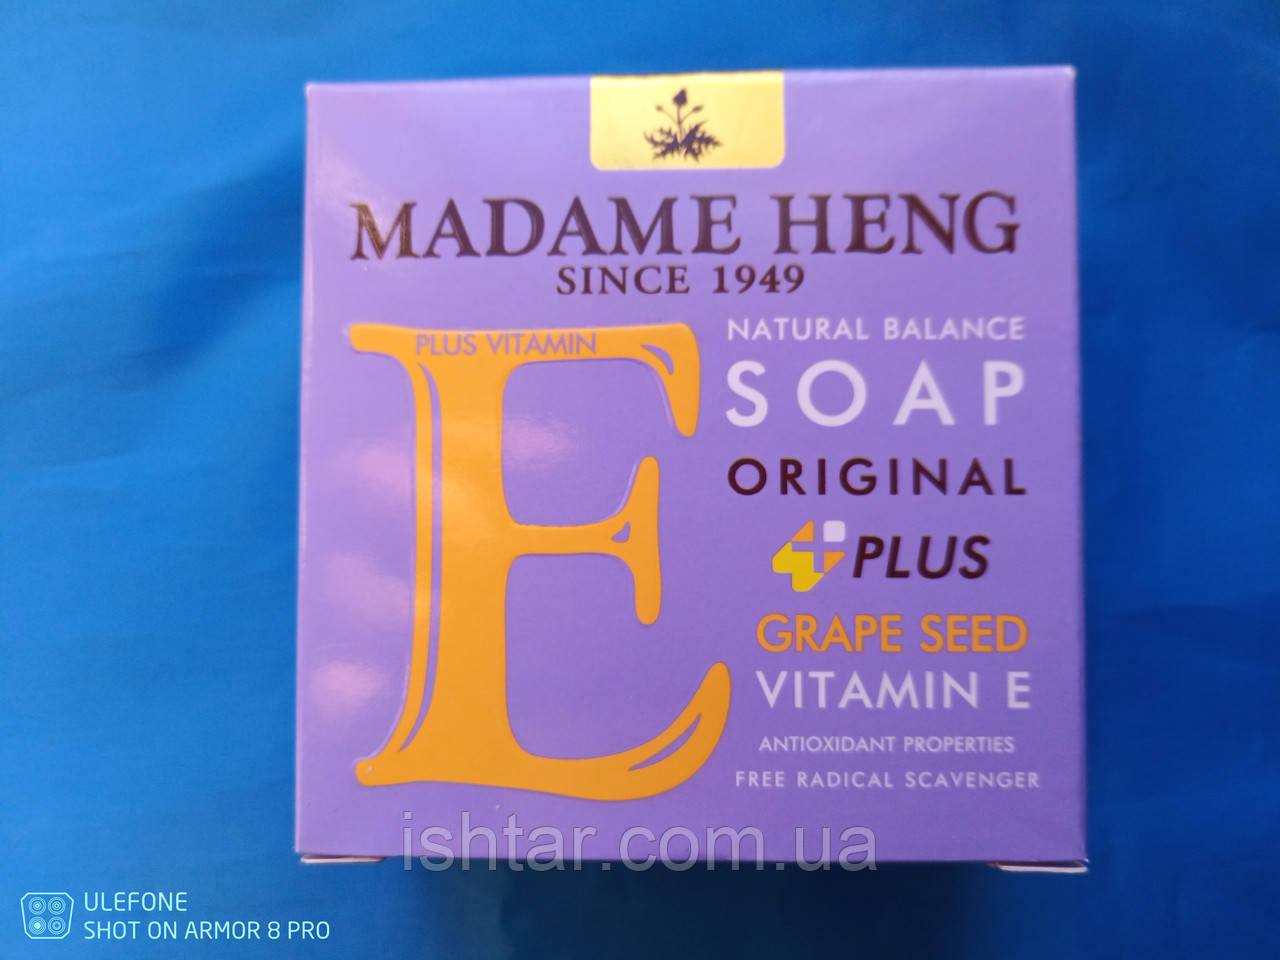 MADAME HENG
SINCE 1949
PLUS VITAMIN
E
NATURAL BALANCE
SOAP
ORIGINAL
PLUS
GRAPE SEED
VITAMIN E
ANTIOXIDANT PROPERTIES
FREE RADICAL SCAVENGER
ishtar.com.ua
ULEFONE
SHOT ON ARMOR 8 PRO